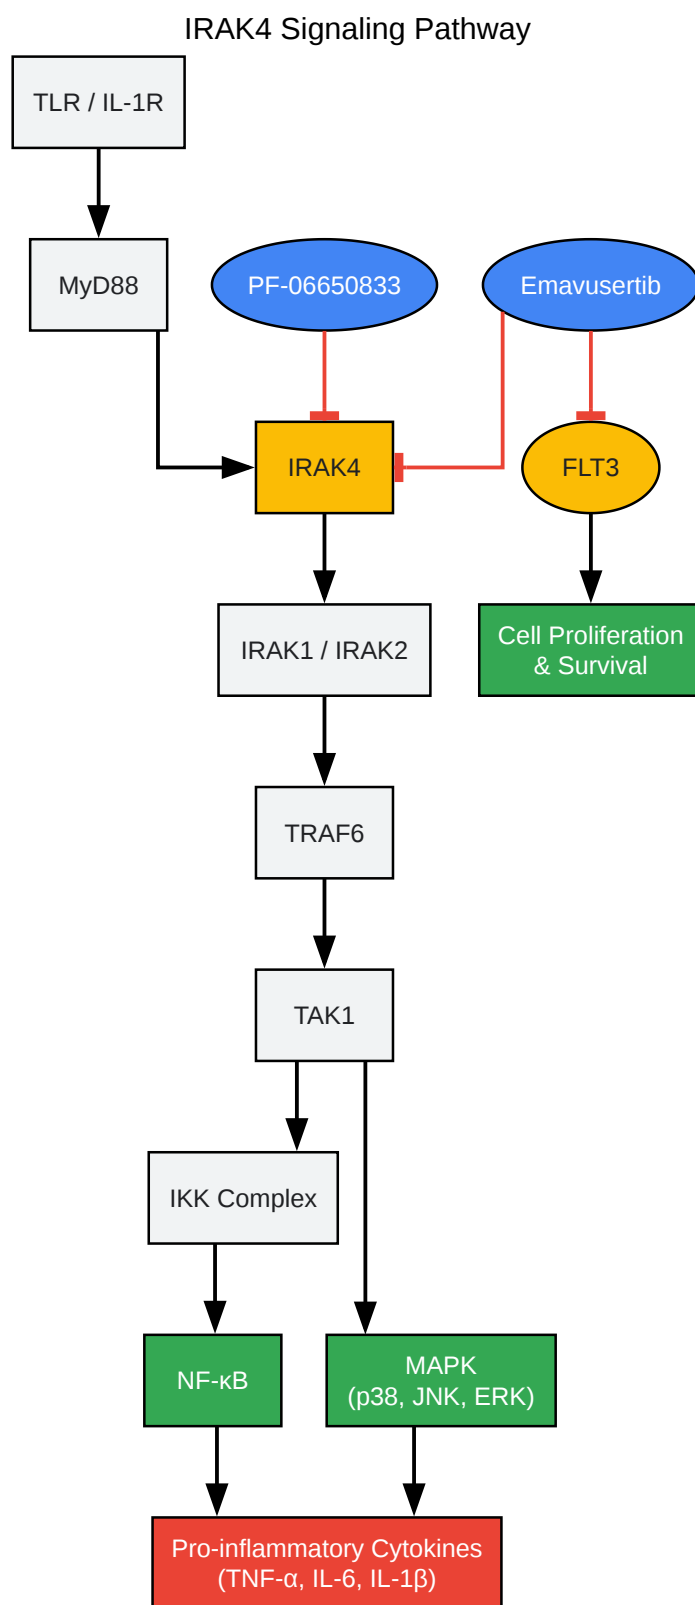 IRAK4 Signaling Pathway
TLR / IL-1R
MyD88
PF-06650833
Emavusertib
IRAK4
FLT3
IRAK1 / IRAK2
Cell Proliferation
& Survival
TRAF6
TAK1
IKK Complex
NF-κB
MAPK
(p38, JNK, ERK)
Pro-inflammatory Cytokines
(TNF-α, IL-6, IL-1β)